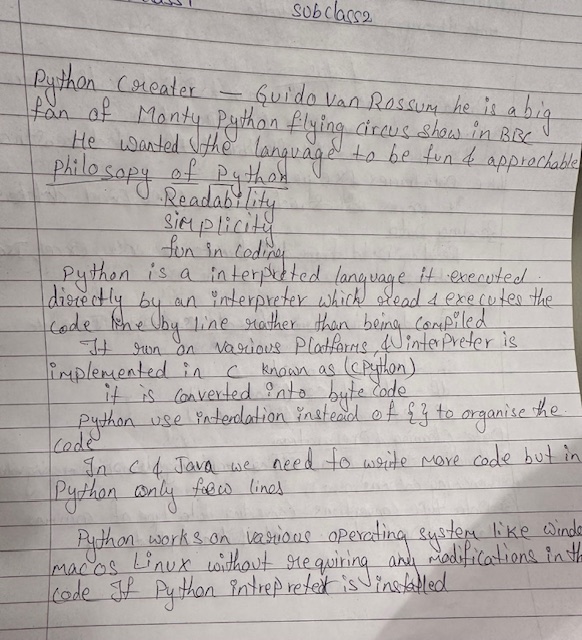 subclass2
Python Coreater — Guido van Rossum he is a big
fan of Monty Python flying circus show in BBC
He wanted the language to be fun & approchable
Philosopy of Python
Readability
Simplicity
fun in coding
Python is a interpreted language it executed
directly by an interpreter which read & executes the
code line by line rather than being compiled
It run on various Platforms & interpreter is
implemented in C known as (CPython)
it is converted into byte code
Python use interdation instead of {} to organise the
code
In C & Java we need to write more code but in
Python only few lines
Python works on various operating system like Windo
macos Linux without requiring any modifications in th
code If Python intrepreted is installed